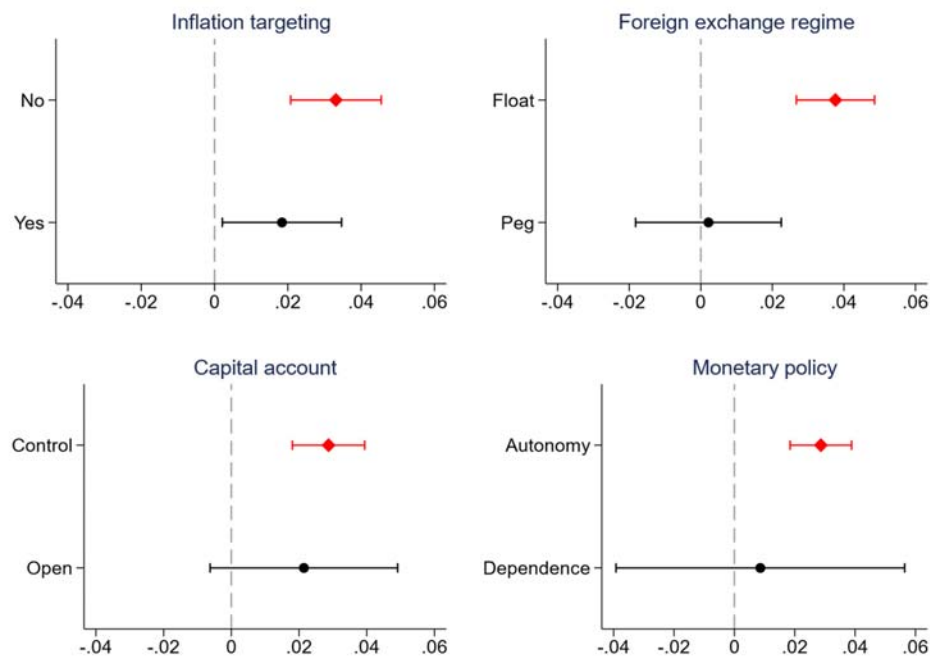 Inflation targeting
No
Yes
-.04 -.02 0 .02 .04 .06
Foreign exchange regime
Float
Peg
-.04 -.02 0 .02 .04 .06
Capital account
Control
Open
-.04 -.02 0 .02 .04 .06
Monetary policy
Autonomy
Dependence
-.04 -.02 0 .02 .04 .06